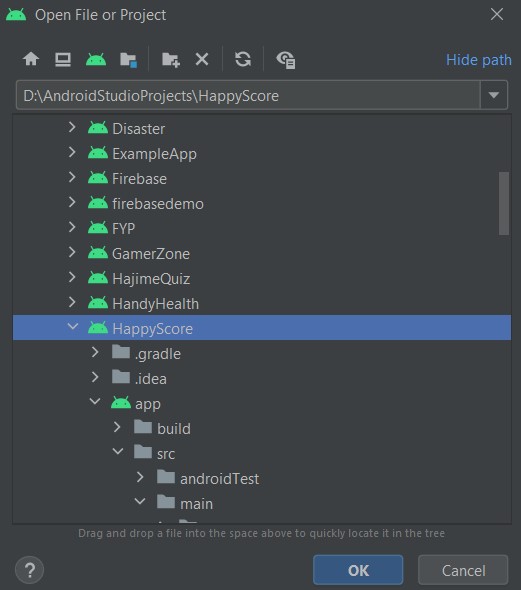 Open File or Project
Hide path
D:\AndroidStudioProjects\HappyScore
Disaster
ExampleApp
Firebase
firebasedemo
FYP
GamerZone
HajimeQuiz
HandyHealth
HappyScore
.gradle
.idea
app
build
src
androidTest
main
Drag and drop a file into the space above to quickly locate it in the tree
? OK Cancel